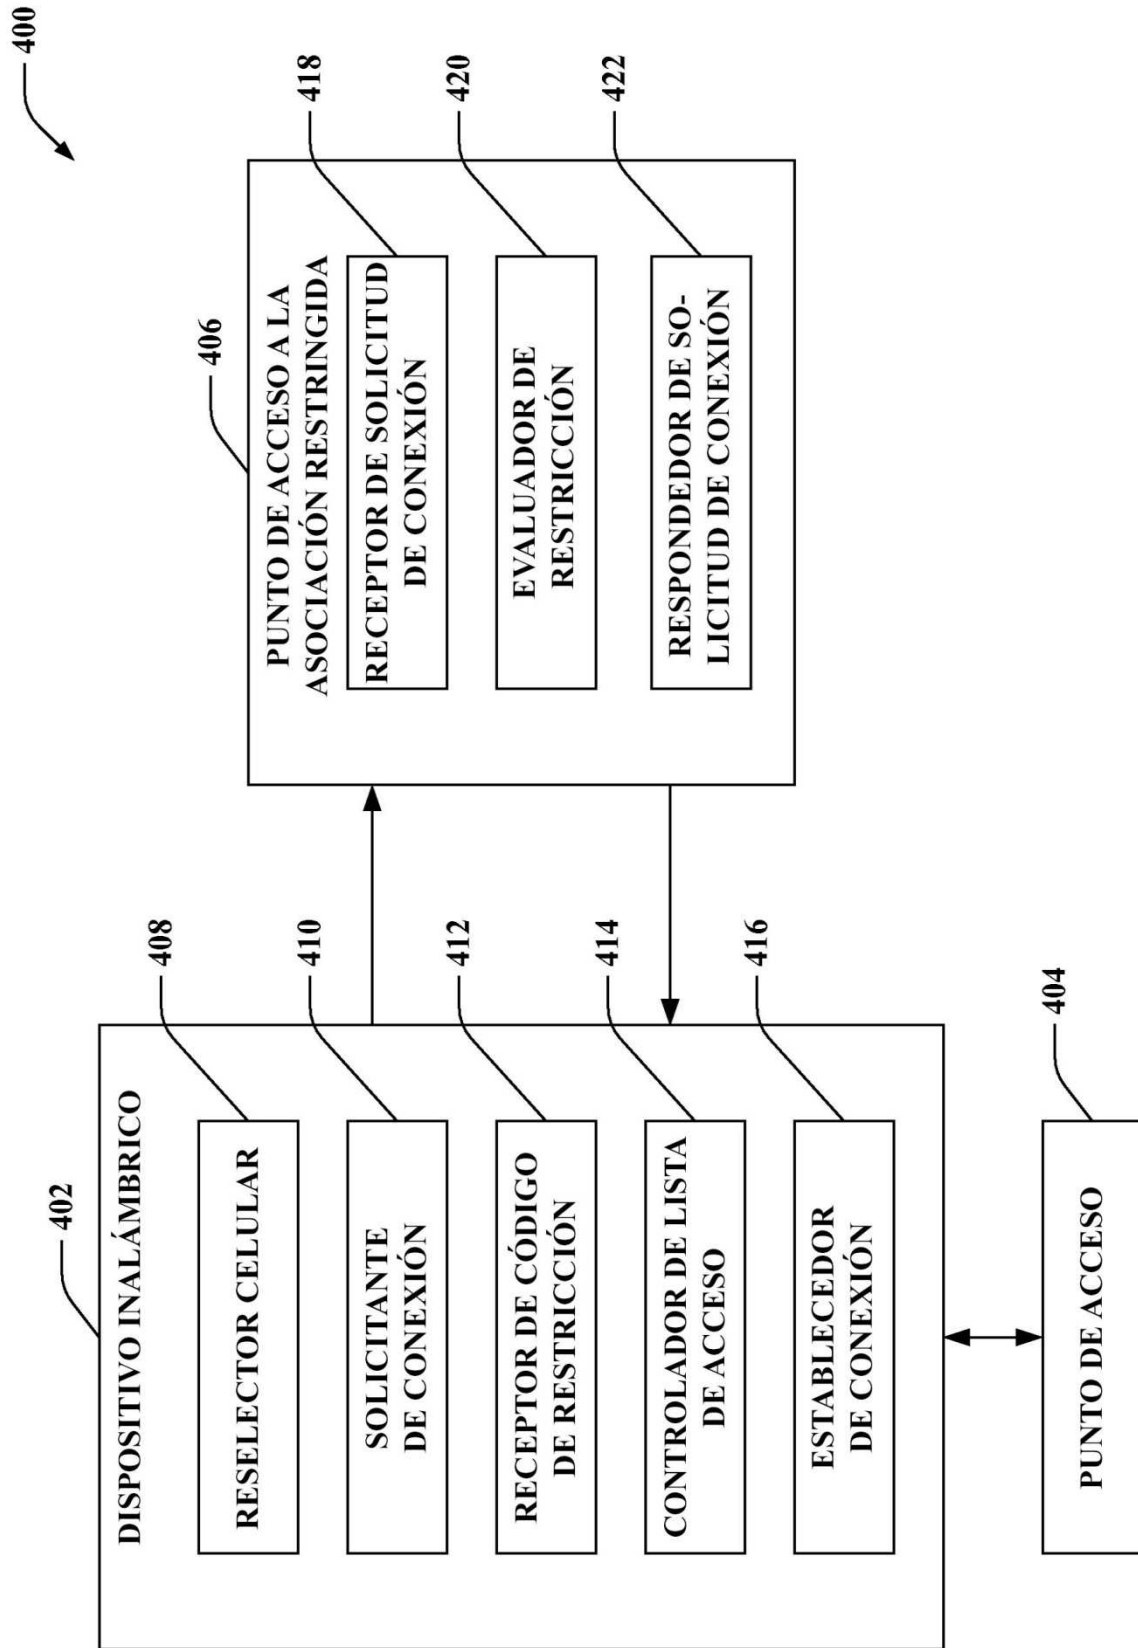 400
402
DISPOSITIVO INALÁMBRICO
408
RESELECTOR CELULAR
410
SOLICITANTE
DE CONEXIÓN
412
RECEPTOR DE CÓDIGO
DE RESTRICCIÓN
414
CONTROLADOR DE LISTA
DE ACCESO
416
ESTABLECEDOR
DE CONEXIÓN
404
PUNTO DE ACCESO
406
PUNTO DE ACCESO A LA
ASOCIACIÓN RESTRINGIDA
418
RECEPTOR DE SOLICITUD
DE CONEXIÓN
420
EVALUADOR DE
RESTRICCIÓN
422
RESPONDEDOR DE SO-
LICITUD DE CONEXIÓN